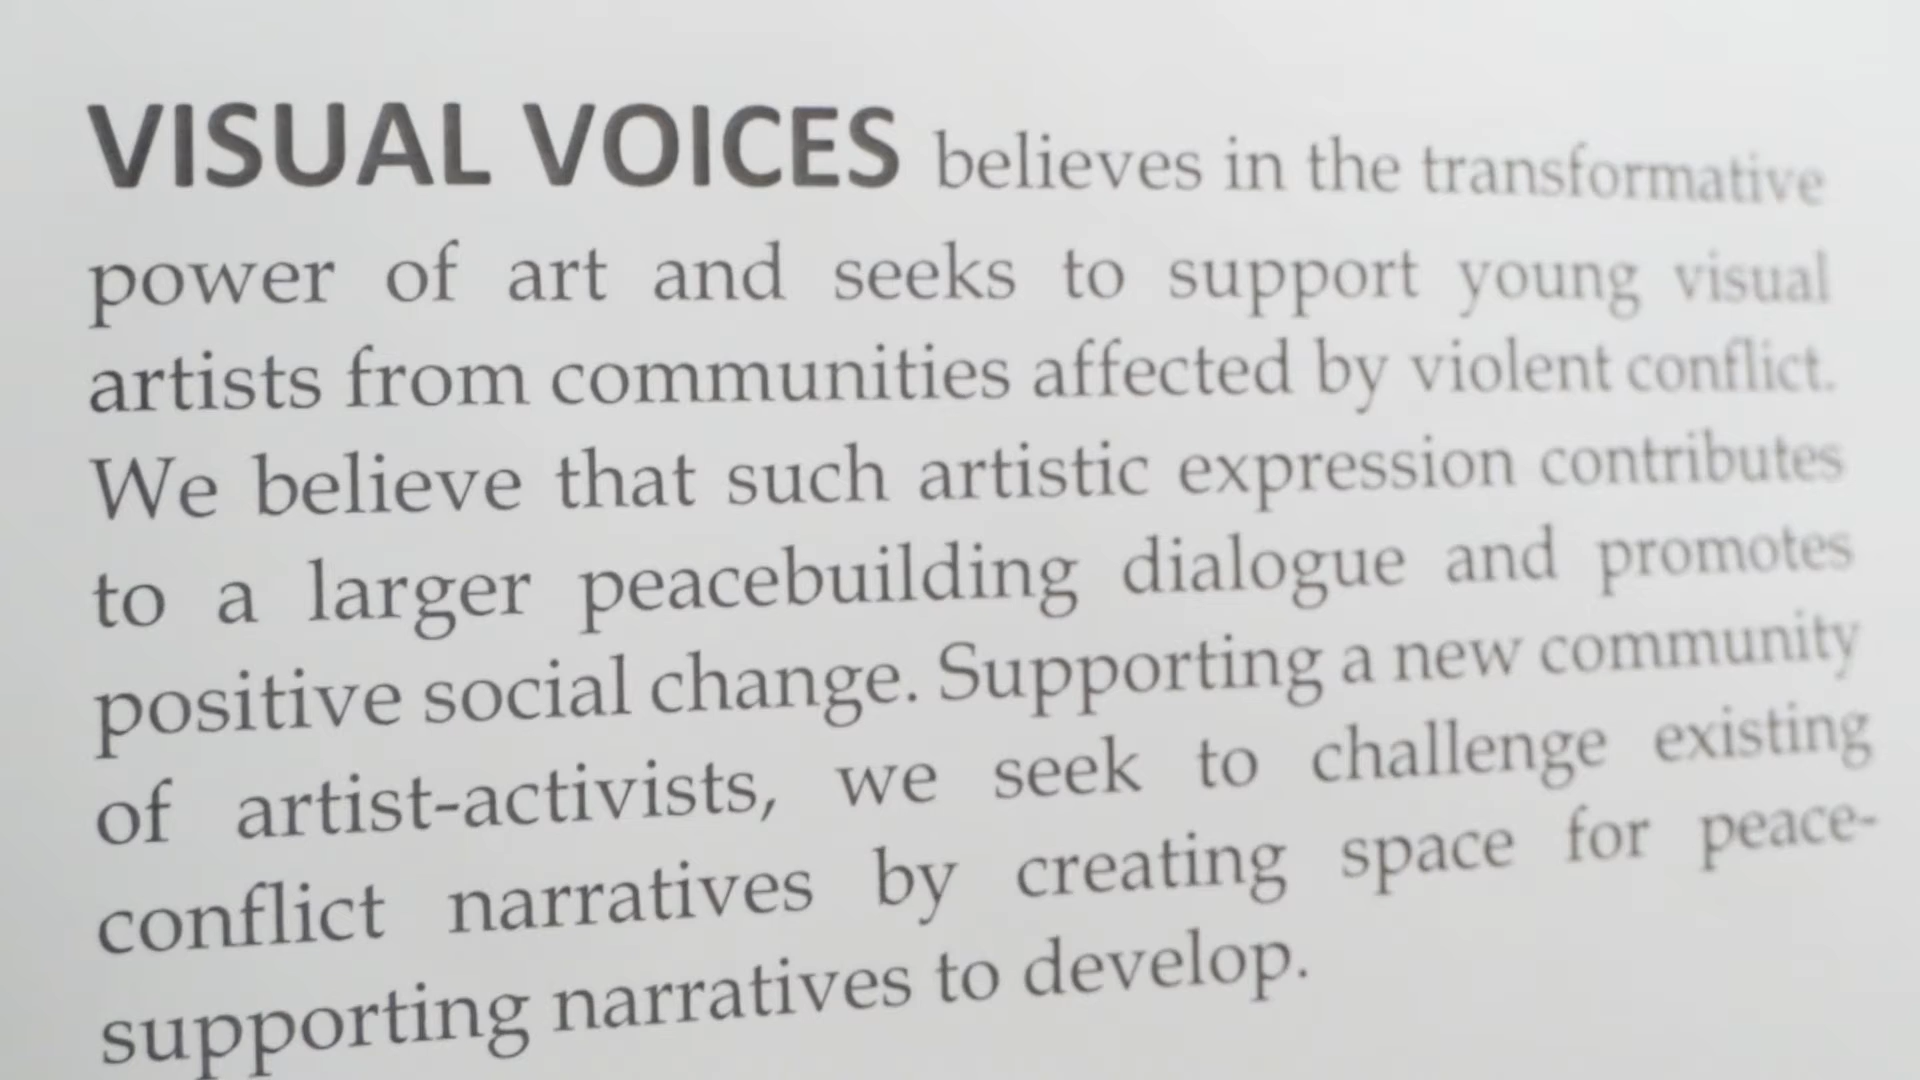 VISUAL VOICES believes in the transformative
power of art and seeks to support young visual
artists from communities affected by violent conflict.
We believe that such artistic expression contributes
to a larger peacebuilding dialogue and promotes
positive social change. Supporting a new community
of artist-activists, we seek to challenge existing
conflict narratives by creating space for peace-
supporting narratives to develop.